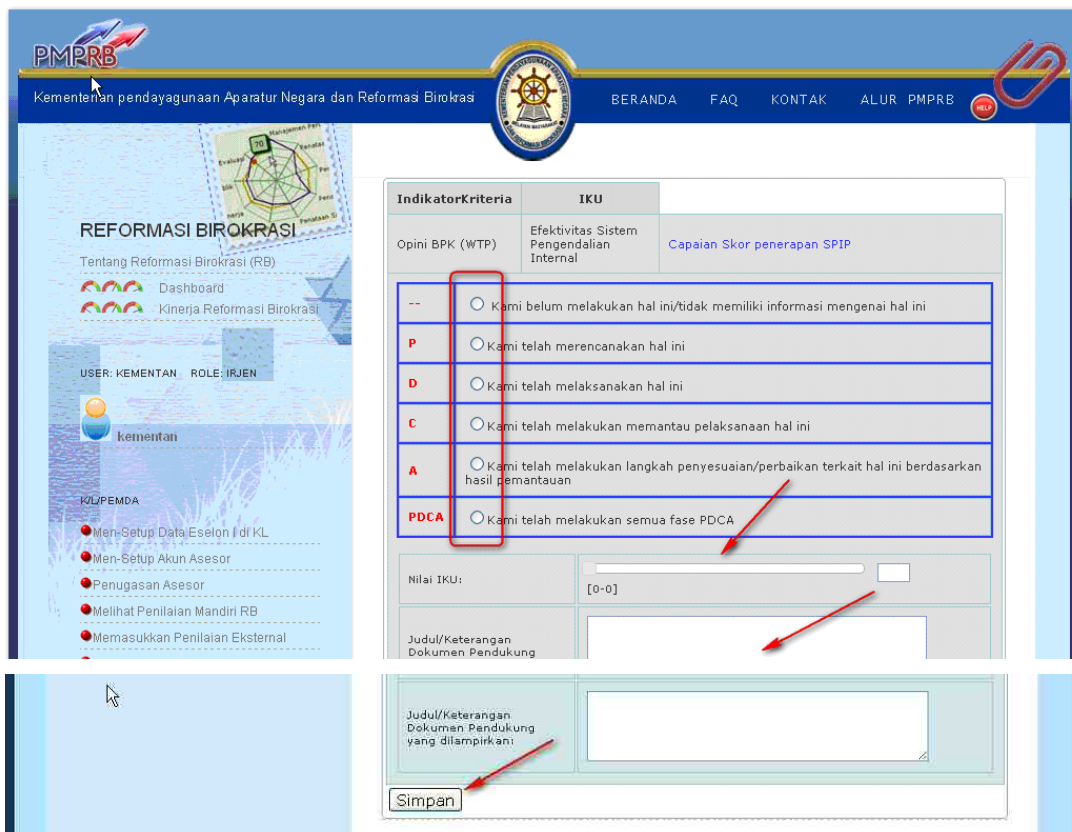 PMPRB
Kementerian pendayagunaan Aparatur Negara dan Reformasi Birokrasi
BERANDA FAQ KONTAK ALUR PMPRB
HELP
Manajemen
70
Evaluasi
Penataan S
REFORMASI BIROKRASI
Tentang Reformasi Birokrasi (RB)
Dashboard
Kinerja Reformasi Birokrasi
USER: KEMENTAN ROLE: IRJEN
kementan
K/L/PEMDA
Men-Setup Data Eselon I di KL
Men-Setup Akun Asesor
Penugasan Asesor
Melihat Penilaian Mandiri RB
Memasukkan Penilaian Eksternal
IndikatorKriteria IKU
Opini BPK (WTP)
Efektivitas Sistem
Pengendalian
Internal
Capaian Skor penerapan SPIP
-- Kami belum melakukan hal ini/tidak memiliki informasi mengenai hal ini
P Kami telah merencanakan hal ini
D Kami telah melaksanakan hal ini
C Kami telah melakukan memantau pelaksanaan hal ini
A Kami telah melakukan langkah penyesuaian/perbaikan terkait hal ini berdasarkan
hasil pemantauan
PDCA Kami telah melakukan semua fase PDCA
Nilai IKU:
[0-0]
Judul/Keterangan
Dokumen Pendukung
Judul/Keterangan
Dokumen Pendukung
yang dilampirkan:
Simpan